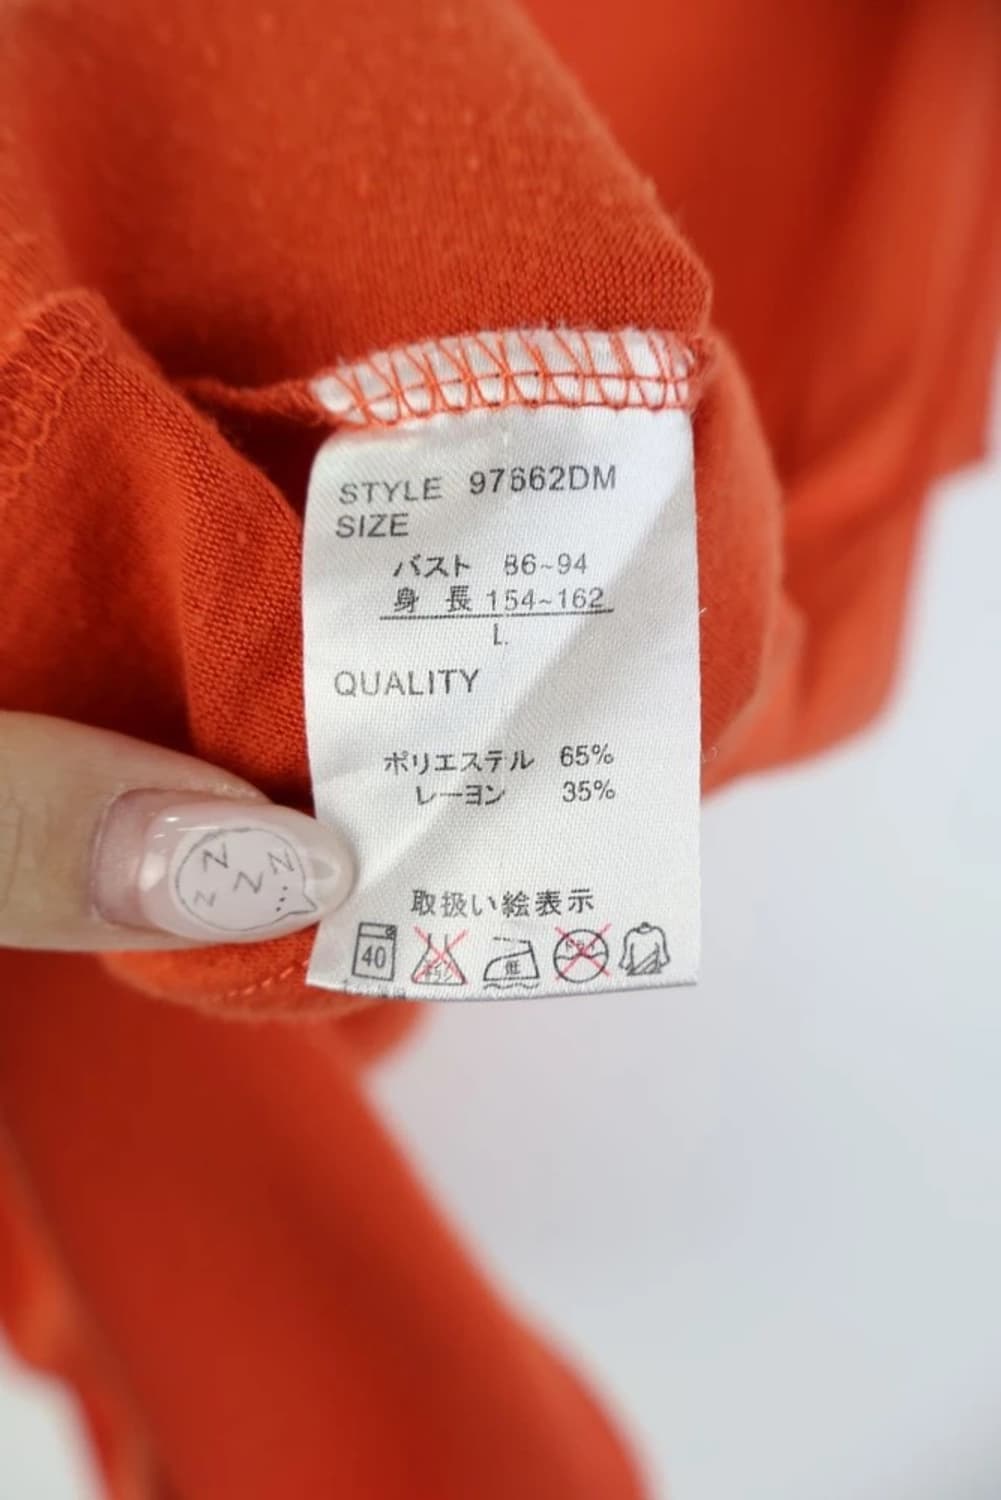 STYLE 97662DM
SIZE
バスト 86~94
身長 154~162
L
QUALITY
ポリエステル 65%
レーヨン 35%
取扱い絵表示
40
低
z z z z